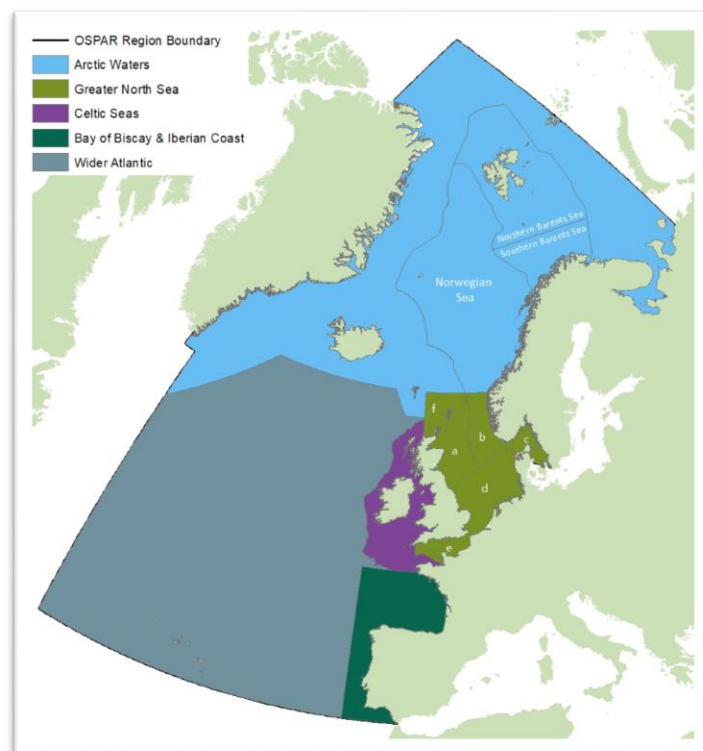 OSPAR Region Boundary
Arctic Waters
Greater North Sea
Celtic Seas
Bay of Biscay & Iberian Coast
Wider Atlantic
Northern Barents Sea
Southern Barents Sea
Norwegian
Sea
f
b
c
a
d
e